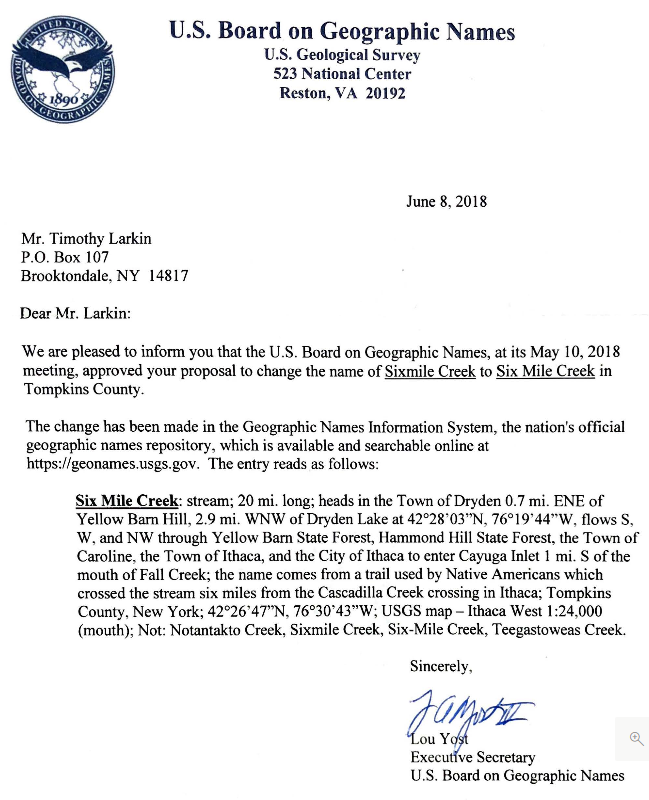 UNITED STATES
BOARD ON GEOGRAPHIC NAMES
1890
U.S. Board on Geographic Names
U.S. Geological Survey
523 National Center
Reston, VA 20192
June 8, 2018
Mr. Timothy Larkin
P.O. Box 107
Brooktondale, NY 14817
Dear Mr. Larkin:
We are pleased to inform you that the U.S. Board on Geographic Names, at its May 10, 2018
meeting, approved your proposal to change the name of Sixmile Creek to Six Mile Creek in
Tompkins County.
The change has been made in the Geographic Names Information System, the nation's official
geographic names repository, which is available and searchable online at
https://geonames.usgs.gov. The entry reads as follows:
Six Mile Creek: stream; 20 mi. long; heads in the Town of Dryden 0.7 mi. ENE of
Yellow Barn Hill, 2.9 mi. WNW of Dryden Lake at 42°28'03"N, 76°19'44"W, flows S,
W, and NW through Yellow Barn State Forest, Hammond Hill State Forest, the Town of
Caroline, the Town of Ithaca, and the City of Ithaca to enter Cayuga Inlet 1 mi. S of the
mouth of Fall Creek; the name comes from a trail used by Native Americans which
crossed the stream six miles from the Cascadilla Creek crossing in Ithaca; Tompkins
County, New York; 42°26'47"N, 76°30'43"W; USGS map – Ithaca West 1:24,000
(mouth); Not: Notantakto Creek, Sixmile Creek, Six-Mile Creek, Teegastoweas Creek.
Sincerely,
Lou Yost
Executive Secretary
U.S. Board on Geographic Names